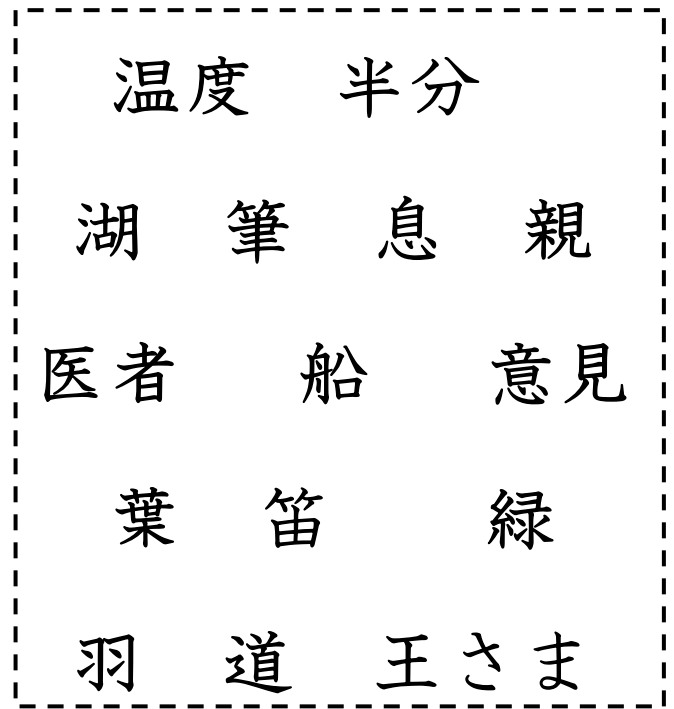 温度 半分
湖 筆 息 親
医者 船 意見
葉 笛 緑
羽 道 王さま